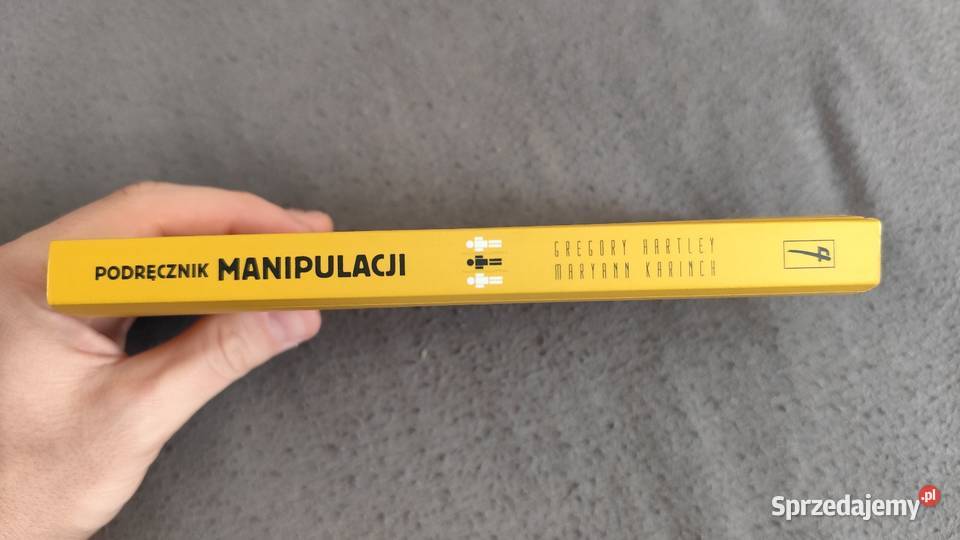 PODRĘCZNIK MANIPULACJI
GREGORY HARTLEY
MARYANN KARINCH
Sprzedajemy.pl